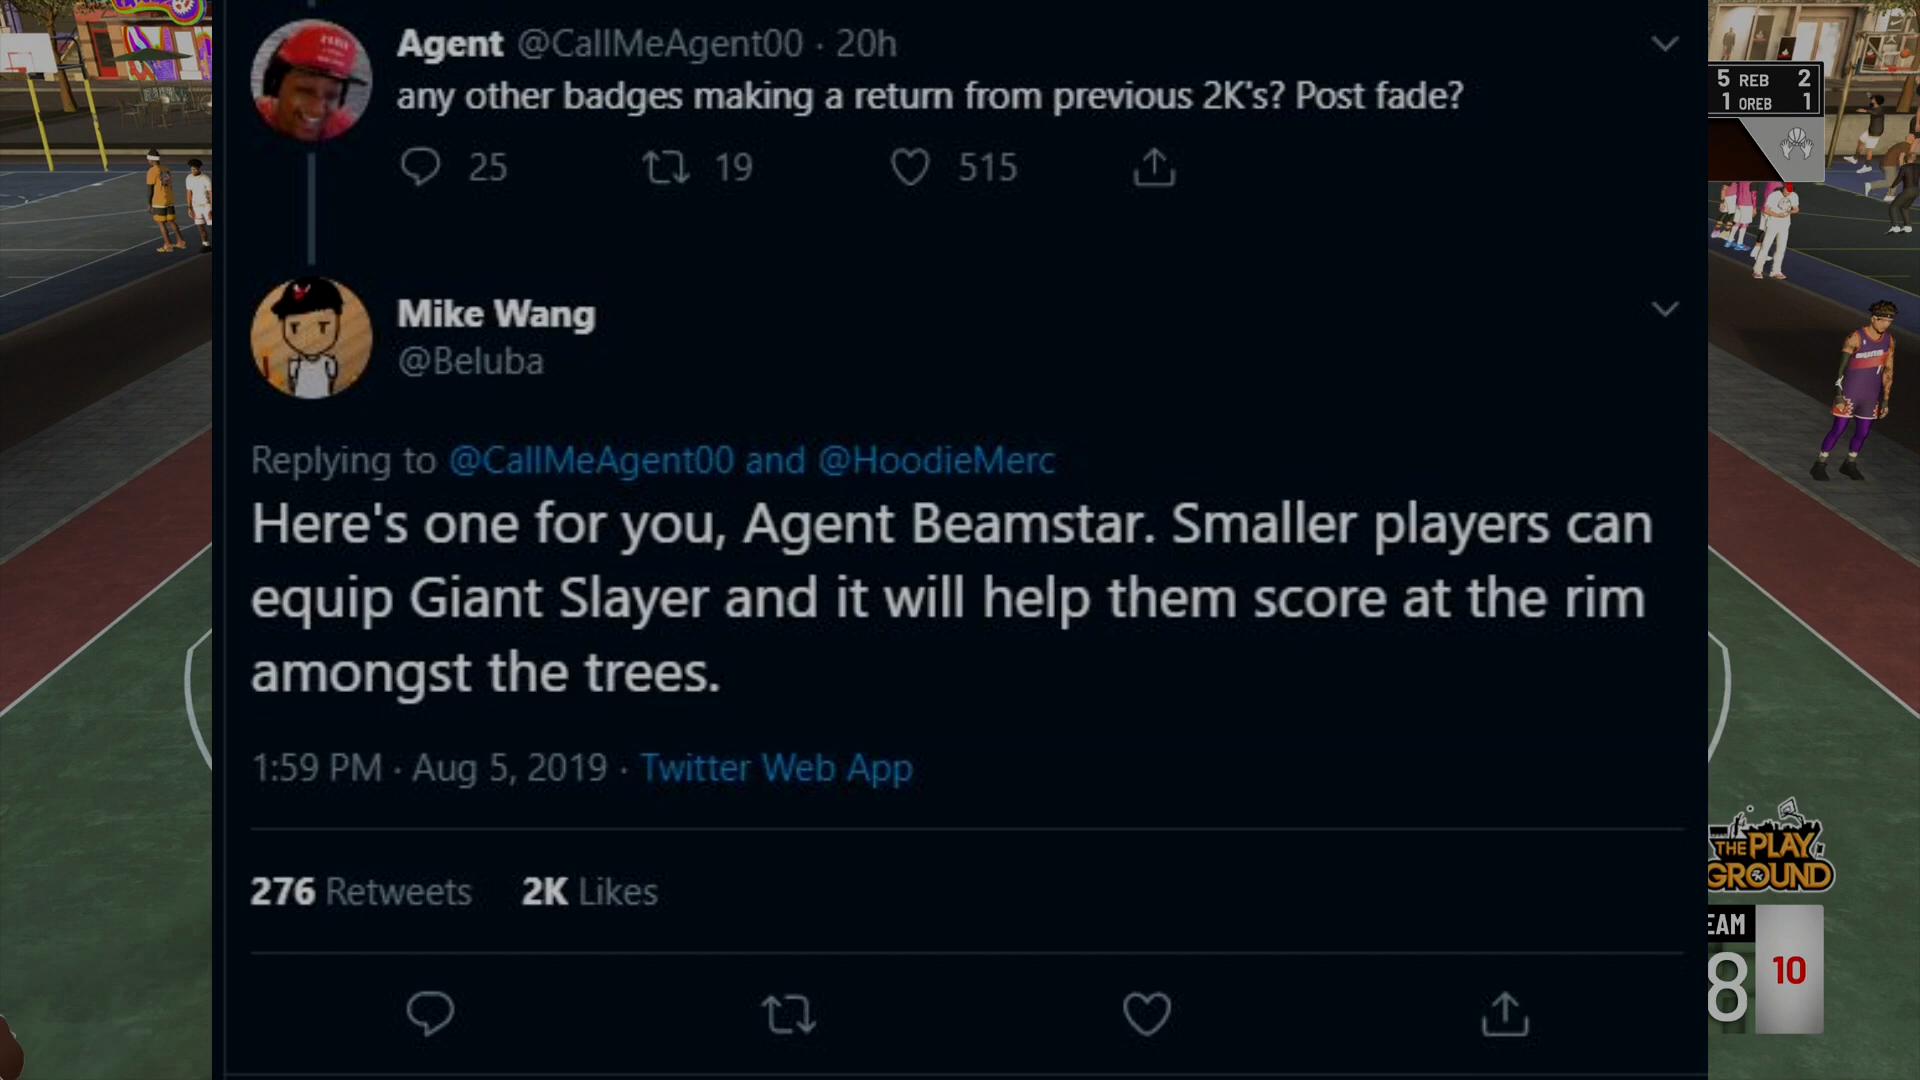 Agent @CallMeAgent00 · 20h
any other badges making a return from previous 2K's? Post fade?
25 19 515
Mike Wang
@Beluba
Replying to @CallMeAgent00 and @HoodieMerc
Here's one for you, Agent Beamstar. Smaller players can
equip Giant Slayer and it will help them score at the rim
amongst the trees.
1:59 PM · Aug 5, 2019 · Twitter Web App
276 Retweets 2K Likes
5 REB 2
1 OREB 1
THE PLAY
GROUND
EAM
8 10